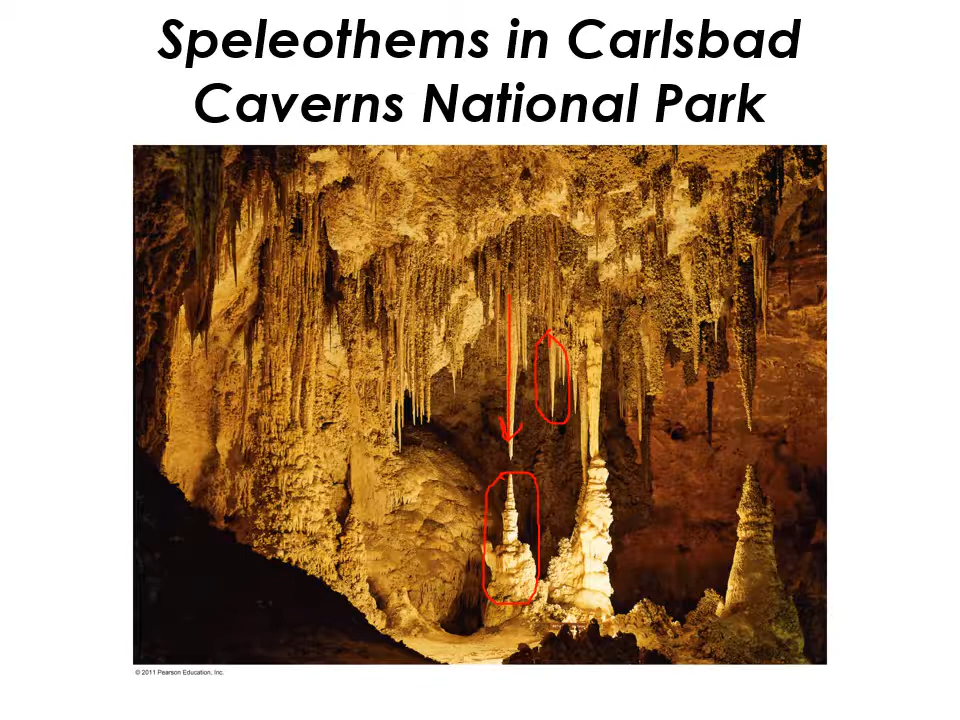 Speleothems in Carlsbad
Caverns National Park
© 2011 Pearson Education, Inc.